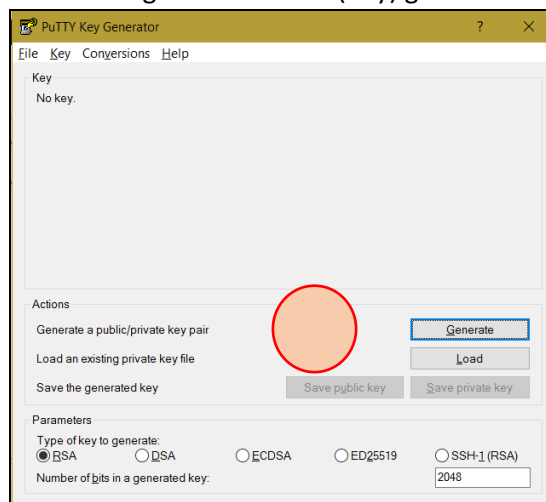 PuTTY Key Generator ? ×
File Key Conversions Help
Key
No key.
Actions
Generate a public/private key pair Generate
Load an existing private key file Load
Save the generated key Save public key Save private key
Parameters
Type of key to generate:
RSA DSA ECDSA ED25519 SSH-1 (RSA)
Number of bits in a generated key: 2048